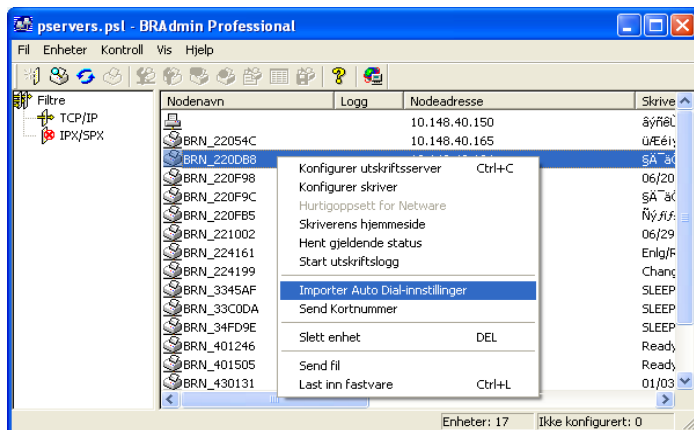 pservers.psl - BRAdmin Professional
Fil Enheter Kontroll Vis Hjelp
Filtre
TCP/IP
IPX/SPX
Nodenavn Logg Nodeadresse Skrive
10.148.40.150
BRN_22054C 10.148.40.165
BRN_220DB8
BRN_220F98 06/20
BRN_220F9C
BRN_220FB5
BRN_221002 06/29
BRN_224161 Enlg/R
BRN_224199 Chang
BRN_3345AF SLEEP
BRN_33C0DA SLEEP
BRN_34FD9E SLEEP
BRN_401246 Ready
BRN_401505 Ready
BRN_430131 01/03
Konfigurer utskriftsserver Ctrl+C
Konfigurer skriver
Hurtigoppsett for Netware
Skriverens hjemmeside
Hent gjeldende status
Start utskriftslogg
Importer Auto Dial-innstillinger
Send Kortnummer
Slett enhet DEL
Send fil
Last inn fastvare Ctrl+L
Enheter: 17 Ikke konfigurert: 0